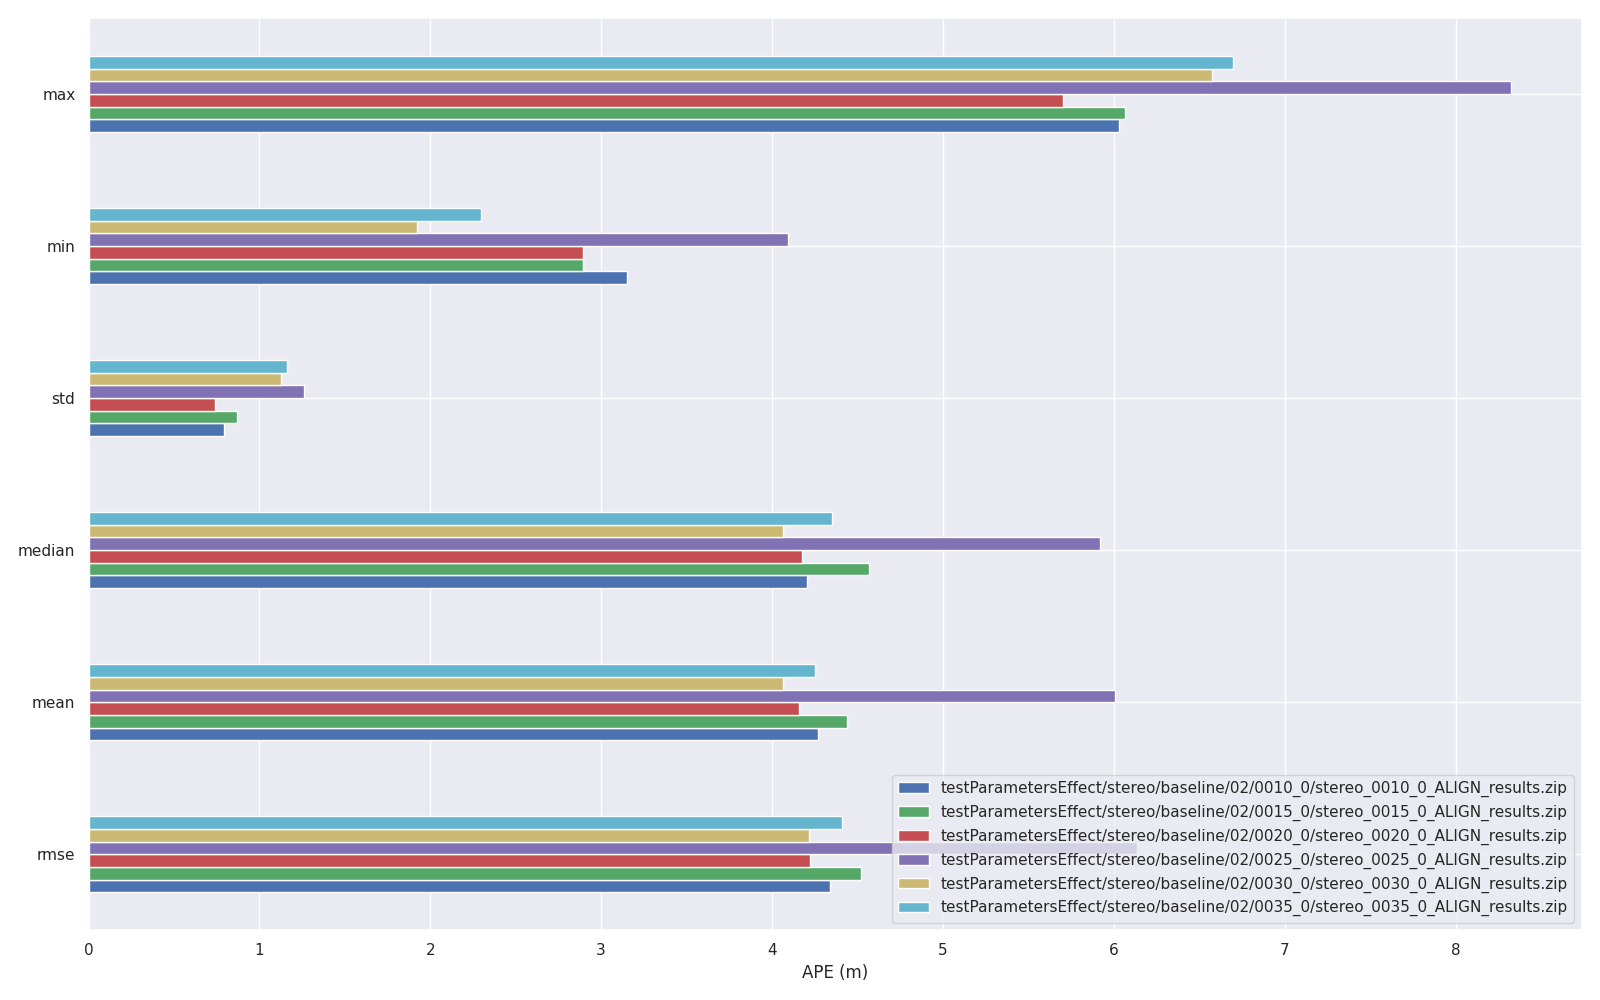 max
min
std
median
mean
rmse
testParametersEffect/stereo/baseline/02/0010_0/stereo_0010_0_ALIGN_results.zip
testParametersEffect/stereo/baseline/02/0015_0/stereo_0015_0_ALIGN_results.zip
testParametersEffect/stereo/baseline/02/0020_0/stereo_0020_0_ALIGN_results.zip
testParametersEffect/stereo/baseline/02/0025_0/stereo_0025_0_ALIGN_results.zip
testParametersEffect/stereo/baseline/02/0030_0/stereo_0030_0_ALIGN_results.zip
testParametersEffect/stereo/baseline/02/0035_0/stereo_0035_0_ALIGN_results.zip
0 1 2 3 4 5 6 7 8
APE (m)